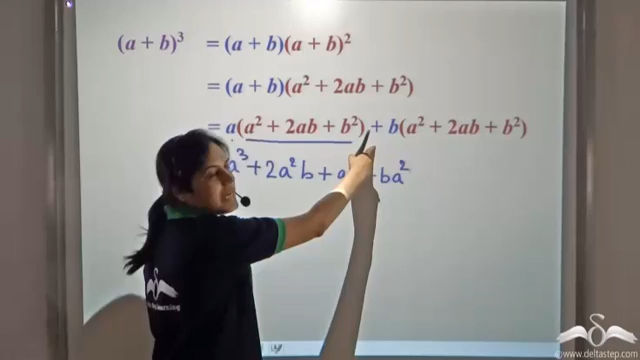 (a + b)³ = (a + b)(a + b)²
= (a + b)(a² + 2ab + b²)
= a(a² + 2ab + b²) + b(a² + 2ab + b²)
a³ + 2a²b + a + ba²
©www.deltastep.com